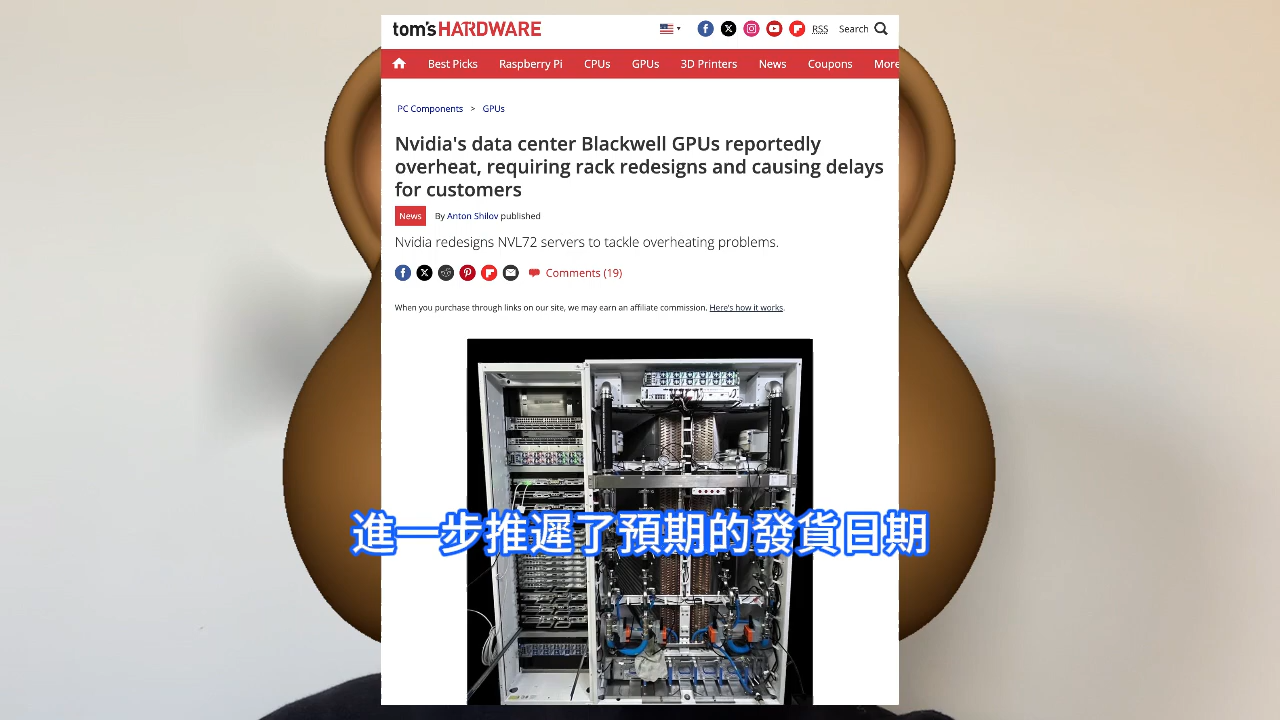 tom'sHARDWARE
RSS Search
Best Picks Raspberry Pi CPUs GPUs 3D Printers News Coupons More
PC Components > GPUs
Nvidia's data center Blackwell GPUs reportedly
overheat, requiring rack redesigns and causing delays
for customers
News By Anton Shilov published
Nvidia redesigns NVL72 servers to tackle overheating problems.
Comments (19)
When you purchase through links on our site, we may earn an affiliate commission. Here's how it works.
進一步推遲了預期的發貨日期